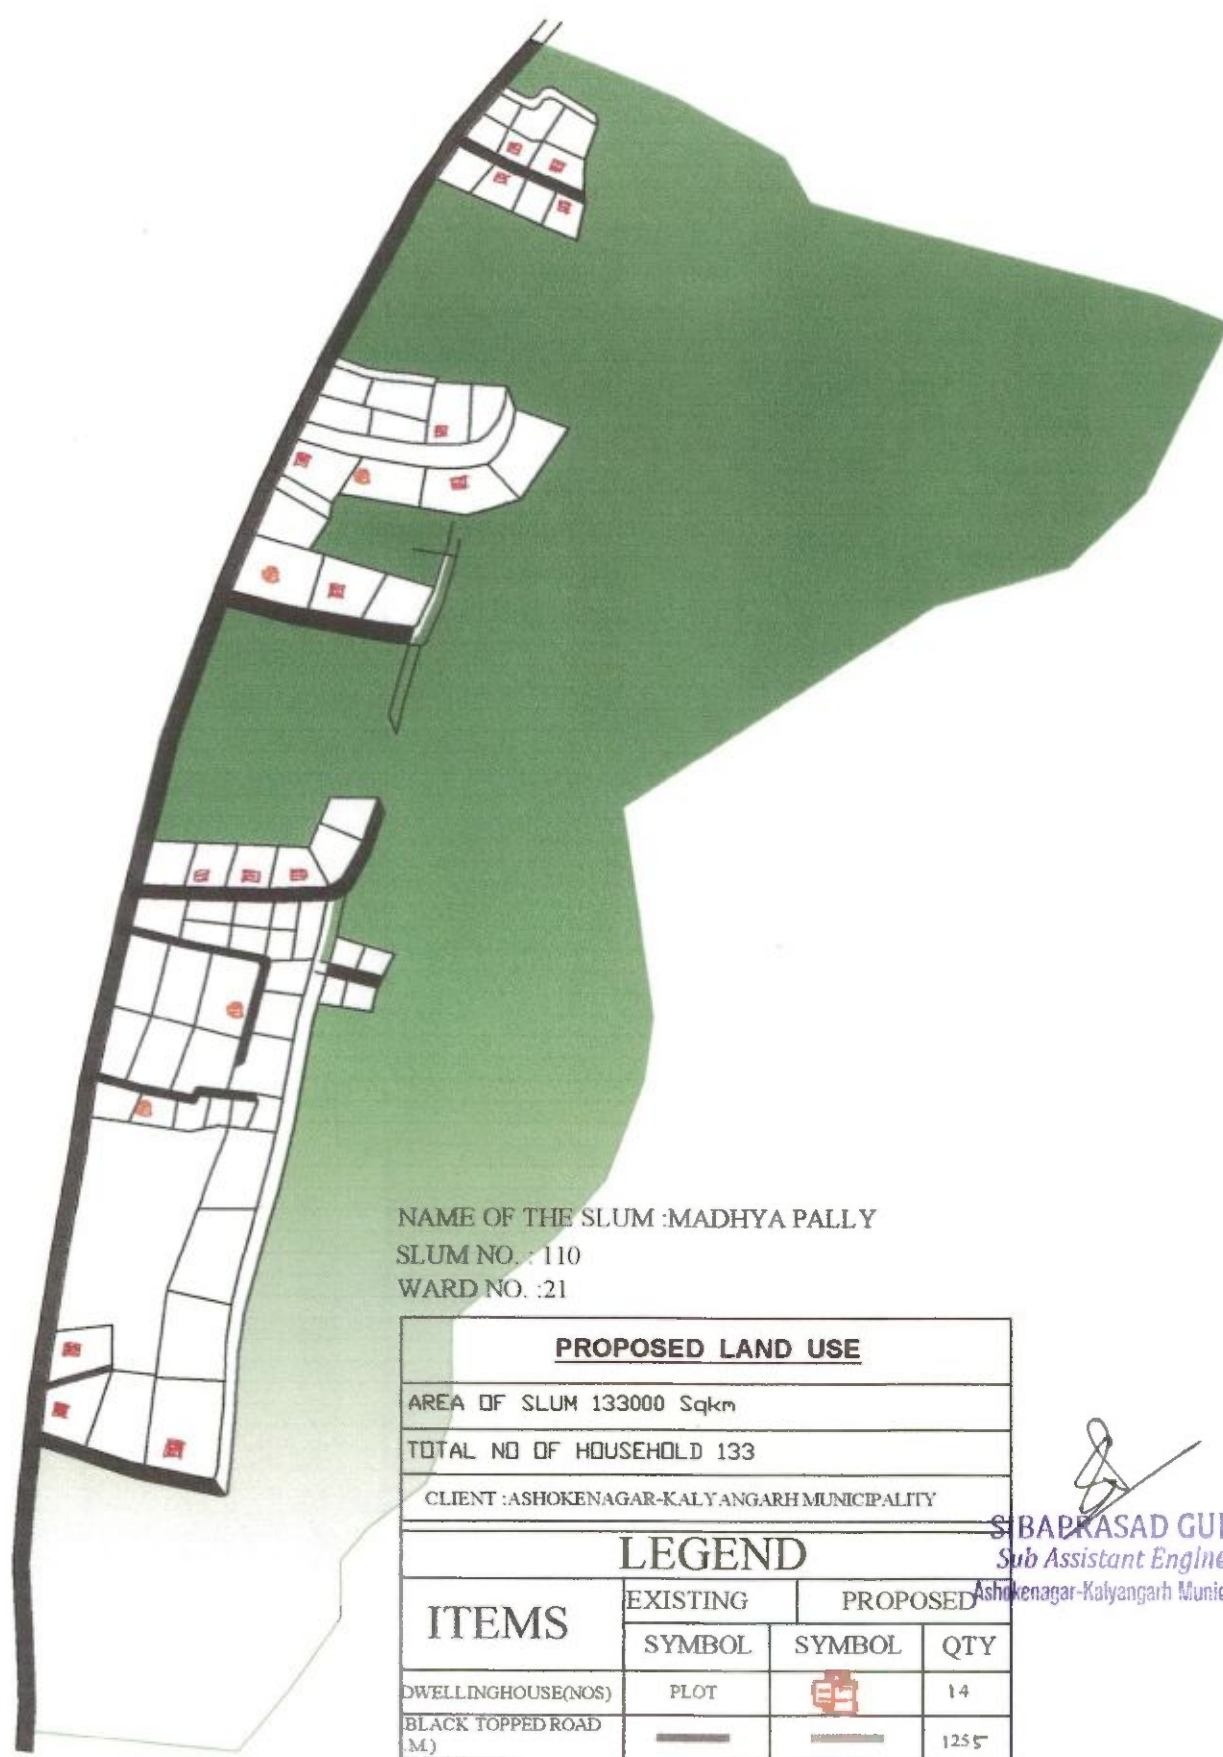 NAME OF THE SLUM :MADHYA PALLY
SLUM NO. : 110
WARD NO. :21
PROPOSED LAND USE
AREA OF SLUM 133000 Sqkm
TOTAL NO OF HOUSEHOLD 133
CLIENT :ASHOKENAGAR-KALYANGARH MUNICIPALITY
SIBAPRASAD GU
Sub Assistant Engine
Ashokenagar-Kalyangarh Munic
LEGEND
ITEMS EXISTING PROPOSED
SYMBOL SYMBOL QTY
DWELLINGHOUSE(NOS) PLOT 14
BLACK TOPPED ROAD
.M.) 1255